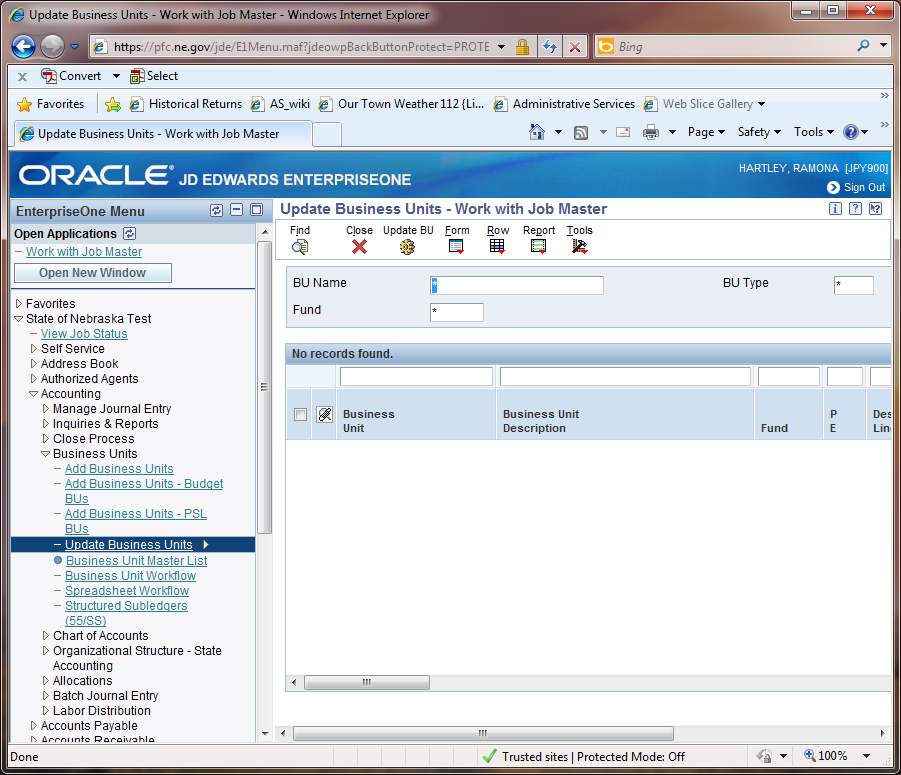 Update Business Units - Work with Job Master - Windows Internet Explorer
https://pfc.ne.gov/jde/E1Menu.maf?jdeowpBackButtonProtect=PROTE
Bing
x Convert Select
Favorites Historical Returns AS_wiki Our Town Weather 112 {Li... Administrative Services Web Slice Gallery
Update Business Units - Work with Job Master
Page Safety Tools
ORACLE® JD EDWARDS ENTERPRISEONE
HARTLEY, RAMONA [JPY900]
Sign Out
EnterpriseOne Menu
Open Applications
Work with Job Master
Open New Window
Favorites
State of Nebraska Test
View Job Status
Self Service
Address Book
Authorized Agents
Accounting
Manage Journal Entry
Inquiries & Reports
Close Process
Business Units
Add Business Units
Add Business Units - Budget
BUs
Add Business Units - PSL
BUs
Update Business Units
Business Unit Master List
Business Unit Workflow
Spreadsheet Workflow
Structured Subledgers
(55/SS)
Chart of Accounts
Organizational Structure - State
Accounting
Allocations
Batch Journal Entry
Labor Distribution
Accounts Payable
Accounts Receivable
Update Business Units - Work with Job Master
Find Close Update BU Form Row Report Tools
BU Name * BU Type *
Fund *
No records found.
Business
Unit
Business Unit
Description
Fund
P
E
Des
Line
Done
Trusted sites | Protected Mode: Off
100%